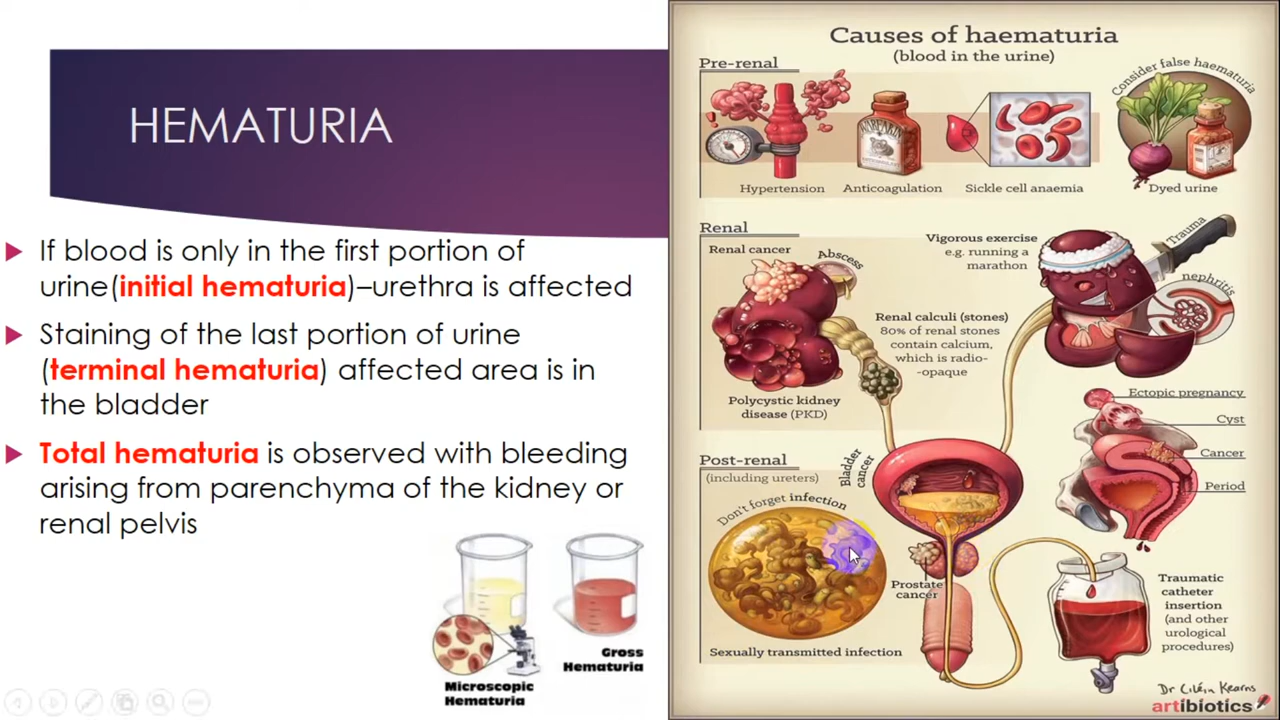 HEMATURIA
If blood is only in the first portion of
urine(initial hematuria)–urethra is affected
Staining of the last portion of urine
(terminal hematuria) affected area is in
the bladder
Total hematuria is observed with bleeding
arising from parenchyma of the kidney or
renal pelvis
Microscopic
Hematuria
Gross
Hematuria
Causes of haematuria
(blood in the urine)
Pre-renal
Hypertension
WARFARIN
Anticoagulation
Sickle cell anaemia
Consider false haematuria
Dyed urine
Renal
Renal cancer
Abscess
Vigorous exercise
e.g. running a
marathon
Trauma
nephritis
Renal calculi (stones)
80% of renal stones
contain calcium,
which is radio-
-opaque
Polycystic kidney
disease (PKD)
Ectopic pregnancy
Cyst
Cancer
Period
Post-renal
(including ureters)
Bladder
cancer
Don't forget infection
Prostate
cancer
Sexually transmitted infection
Traumatic
catheter
insertion
(and other
urological
procedures)
Dr Ciléin Kearns
artibiotics